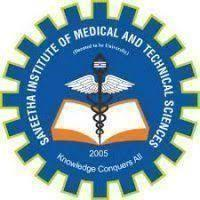 SAVEETHA INSTITUTE OF MEDICAL AND TECHNICAL SCIENCES
(Deemed to be University)
2005
Knowledge Conquers All